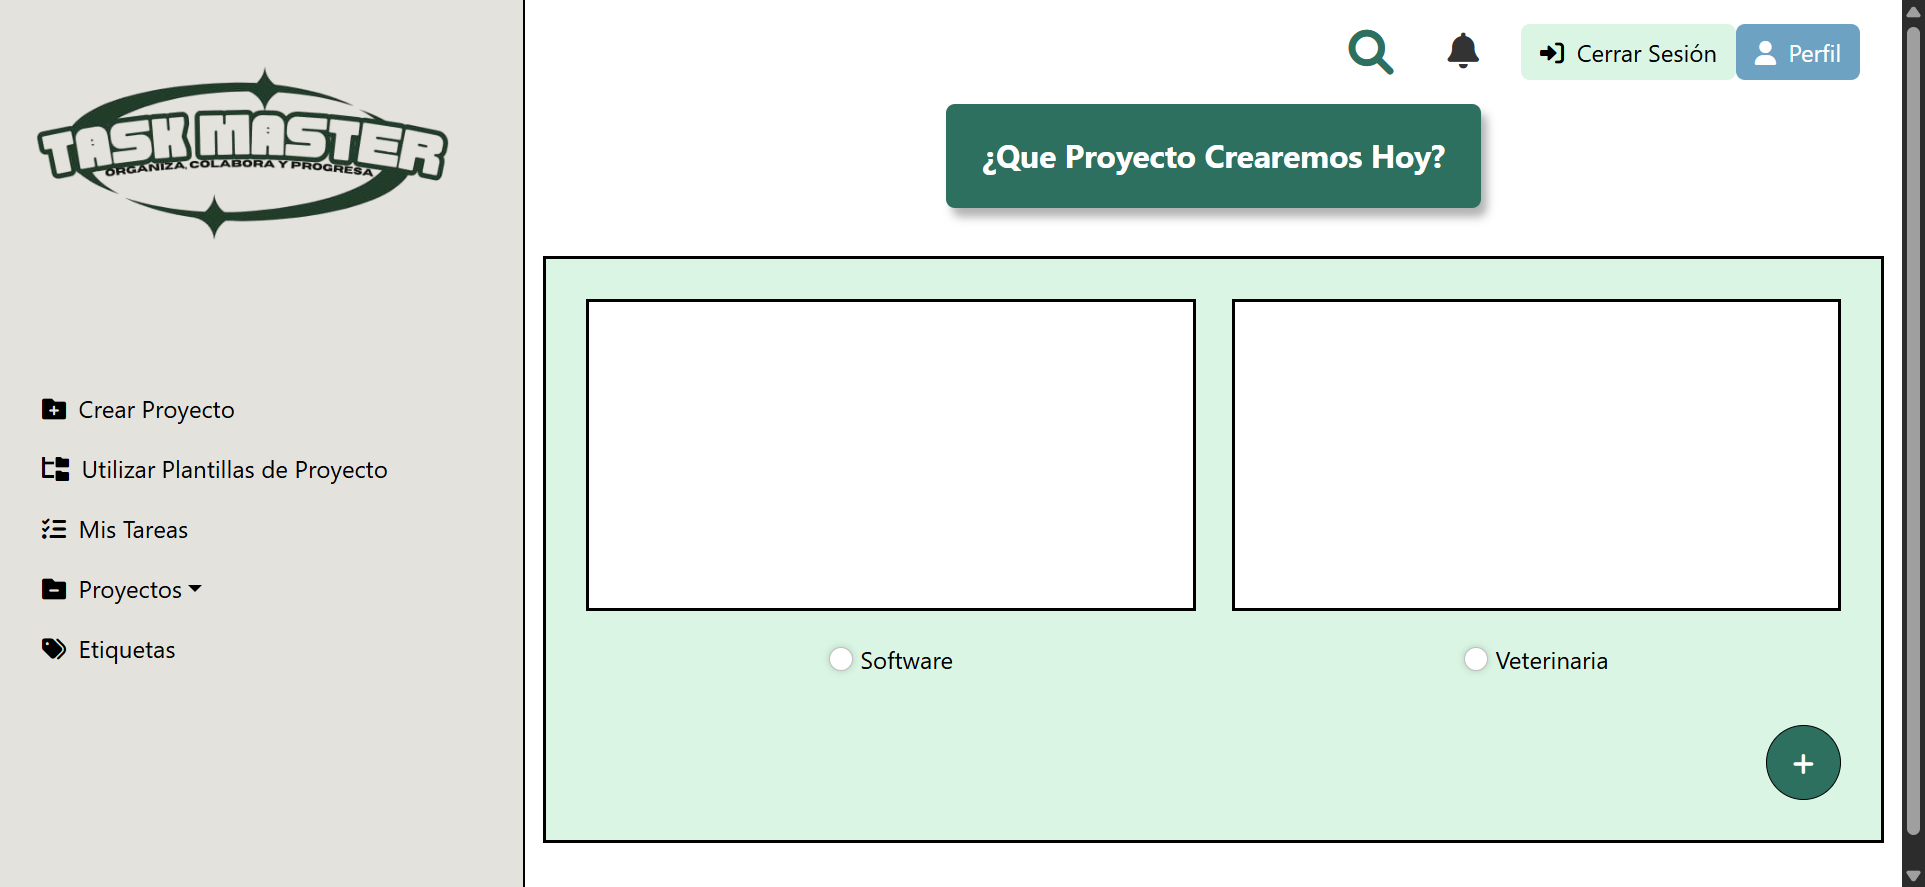 TASK MASTER
ORGANIZA, COLABORA Y PROGRESA
Crear Proyecto
Utilizar Plantillas de Proyecto
Mis Tareas
Proyectos
Etiquetas
Cerrar Sesión
Perfil
¿Que Proyecto Crearemos Hoy?
Software
Veterinaria
+